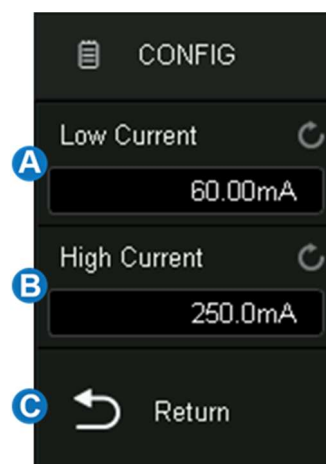 CONFIG
Low Current
A
60.00mA
High Current
B
250.0mA
C Return